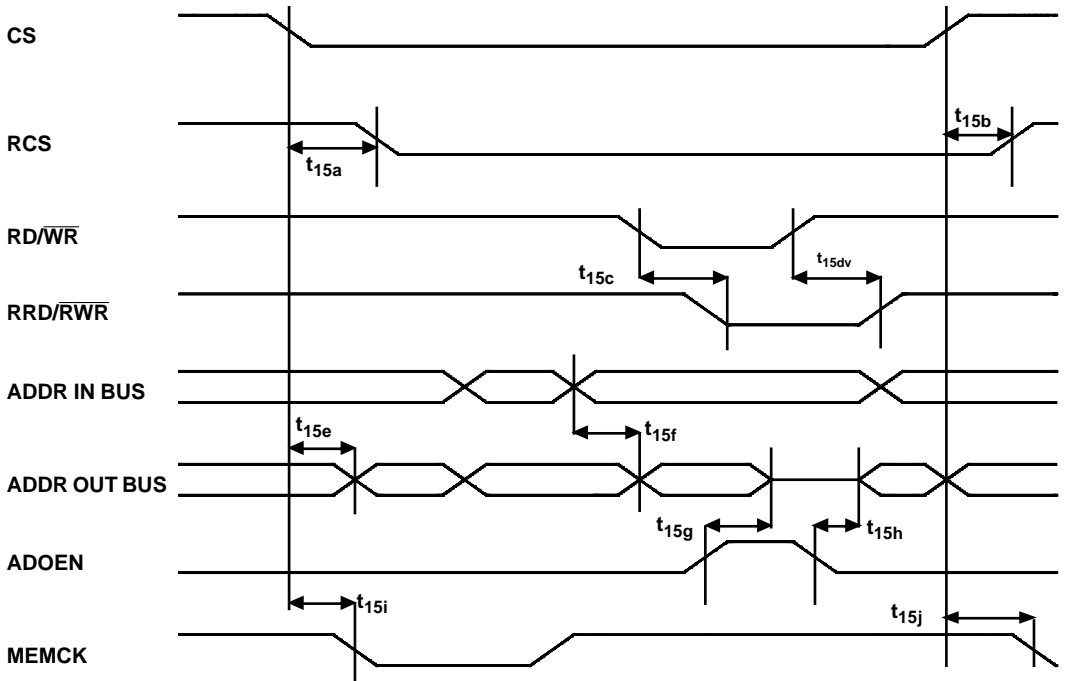 CS
t15b
RCS
t15a
RD/WR
t15c
t15dv
RRD/RWR
ADDR IN BUS
t15e
t15f
ADDR OUT BUS
t15g
t15h
ADOEN
t15i
t15j
MEMCK